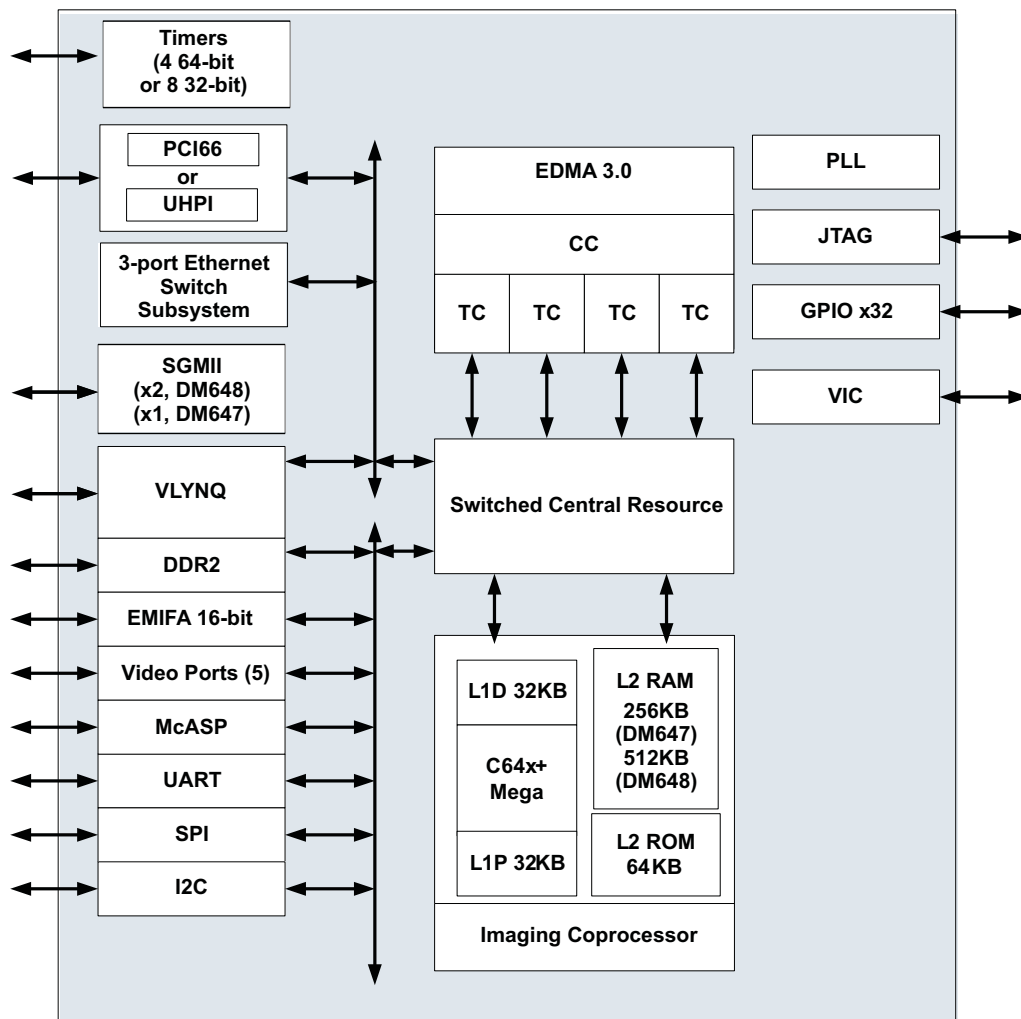 Timers
(4 64-bit
or 8 32-bit)
PCI66
or
UHPI
3-port Ethernet
Switch
Subsystem
SGMII
(x2, DM648)
(x1, DM647)
VLYNQ
DDR2
EMIFA 16-bit
Video Ports (5)
McASP
UART
SPI
I2C
EDMA 3.0
CC
TC
TC
TC
TC
Switched Central Resource
L1D 32KB
C64x+
Mega
L1P 32KB
L2 RAM
256KB
(DM647)
512KB
(DM648)
L2 ROM
64KB
Imaging Coprocessor
PLL
JTAG
GPIO x32
VIC